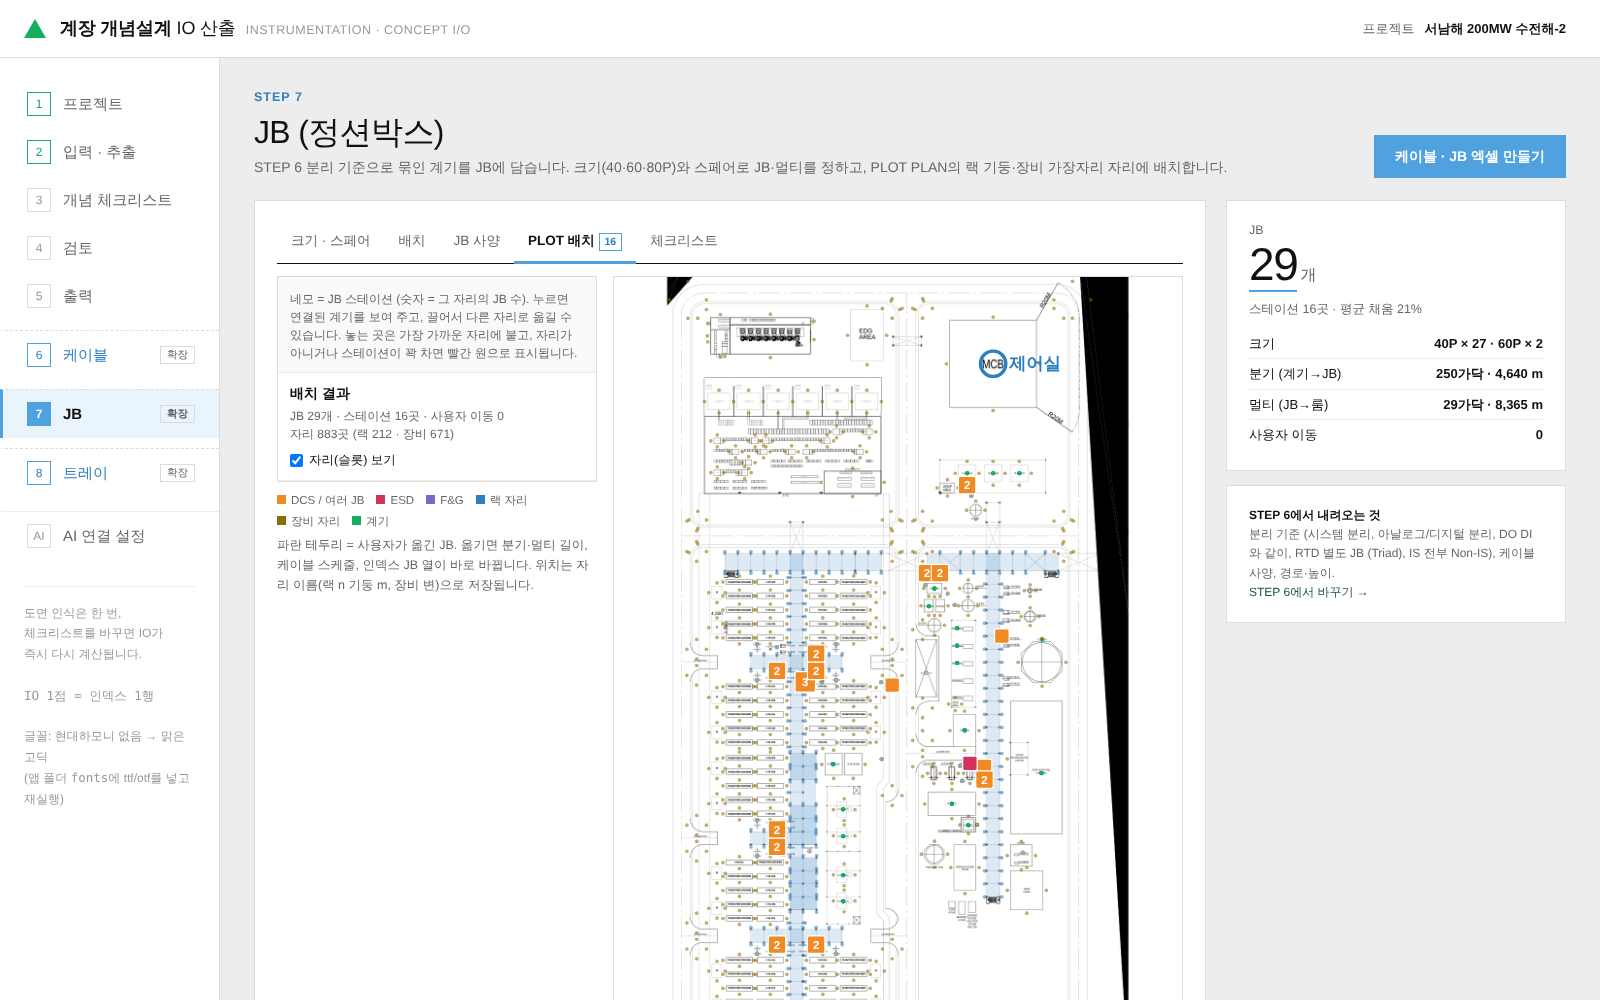 계장 개념설계 IO 산출 INSTRUMENTATION · CONCEPT I/O
프로젝트 서남해 200MW 수전해-2
1 프로젝트
2 입력 · 추출
3 개념 체크리스트
4 검토
5 출력
6 케이블 확장
7 JB 확장
8 트레이 확장
AI AI 연결 설정
도면 인식은 한 번,
체크리스트를 바꾸면 IO가
즉시 다시 계산됩니다.
IO 1점 = 인덱스 1행
글꼴: 현대하모니 없음 → 맑은
고딕
(앱 폴더 fonts에 ttf/otf를 넣고
재실행)
STEP 7
JB (정션박스)
STEP 6 분리 기준으로 묶인 계기를 JB에 담습니다. 크기(40·60·80P)와 스페어로 JB·멀티를 정하고, PLOT PLAN의 랙 기둥·장비 가장자리 자리에 배치합니다.
케이블 · JB 엑셀 만들기
크기 · 스페어 배치 JB 사양 PLOT 배치 16 체크리스트
네모 = JB 스테이션 (숫자 = 그 자리의 JB 수). 누르면
연결된 계기를 보여 주고, 끌어서 다른 자리로 옮길 수
있습니다. 놓는 곳은 가장 가까운 자리에 붙고, 자리가
아니거나 스테이션이 꽉 차면 빨간 원으로 표시됩니다.
배치 결과
JB 29개 · 스테이션 16곳 · 사용자 이동 0
자리 883곳 (랙 212 · 장비 671)
자리(슬롯) 보기
DCS / 여러 JB ESD F&G 랙 자리
장비 자리 계기
파란 테두리 = 사용자가 옮긴 JB. 옮기면 분기·멀티 길이,
케이블 스케줄, 인덱스 JB 열이 바로 바뀝니다. 위치는 자
리 이름(랙 n 기둥 m, 장비 변)으로 저장됩니다.
EDG
AREA
R20M
MCB 제어실
R20M
2
2 2
2
2 2
3
2
2
2
2 2
JB
29 개
스테이션 16곳 · 평균 채움 21%
크기 40P × 27 · 60P × 2
분기 (계기→JB) 250가닥 · 4,640 m
멀티 (JB→룸) 29가닥 · 8,365 m
사용자 이동 0
STEP 6에서 내려오는 것
분리 기준 (시스템 분리, 아날로그/디지털 분리, DO DI
와 같이, RTD 별도 JB (Triad), IS 전부 Non-IS), 케이블
사양, 경로·높이.
STEP 6에서 바꾸기 →